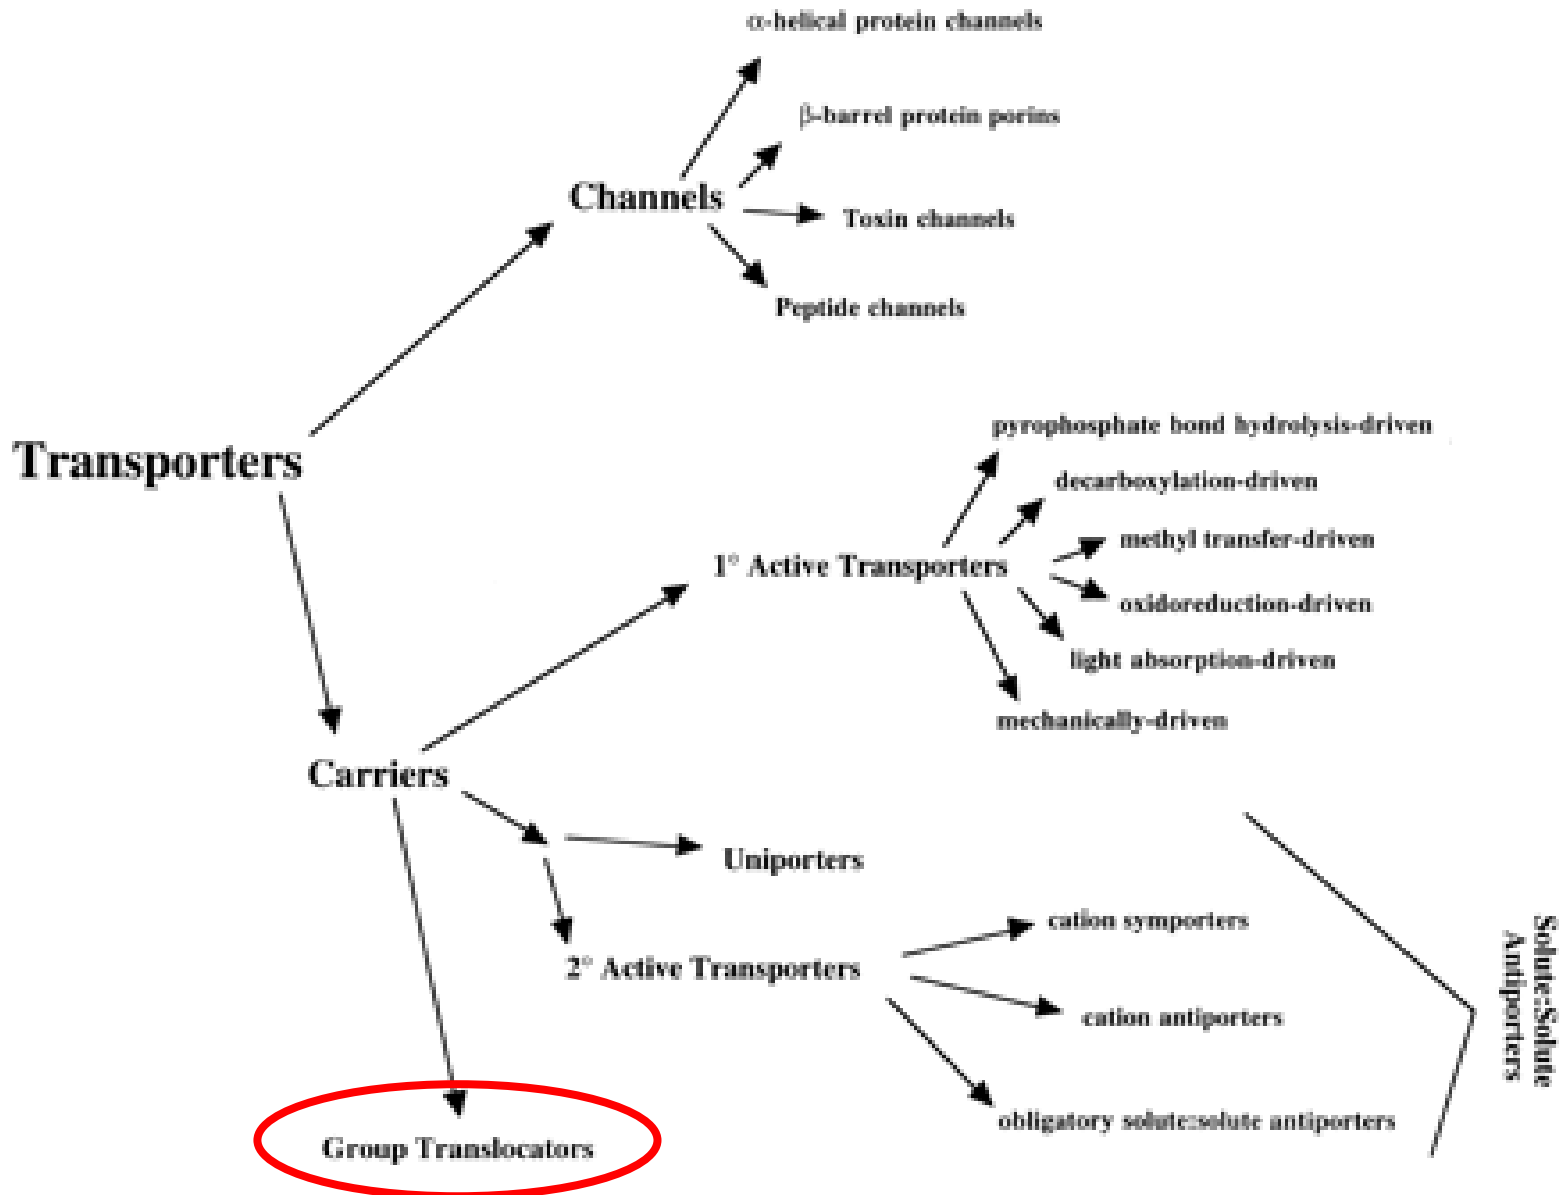 α-helical protein channels
β-barrel protein porins
Channels
Toxin channels
Peptide channels
Transporters
pyrophosphate bond hydrolysis-driven
decarboxylation-driven
methyl transfer-driven
1° Active Transporters
oxidoreduction-driven
light absorption-driven
mechanically-driven
Carriers
Uniporters
cation symporters
2° Active Transporters
cation antiporters
obligatory solute:solute antiporters
Solute:Solute
Antiporters
Group Translocators